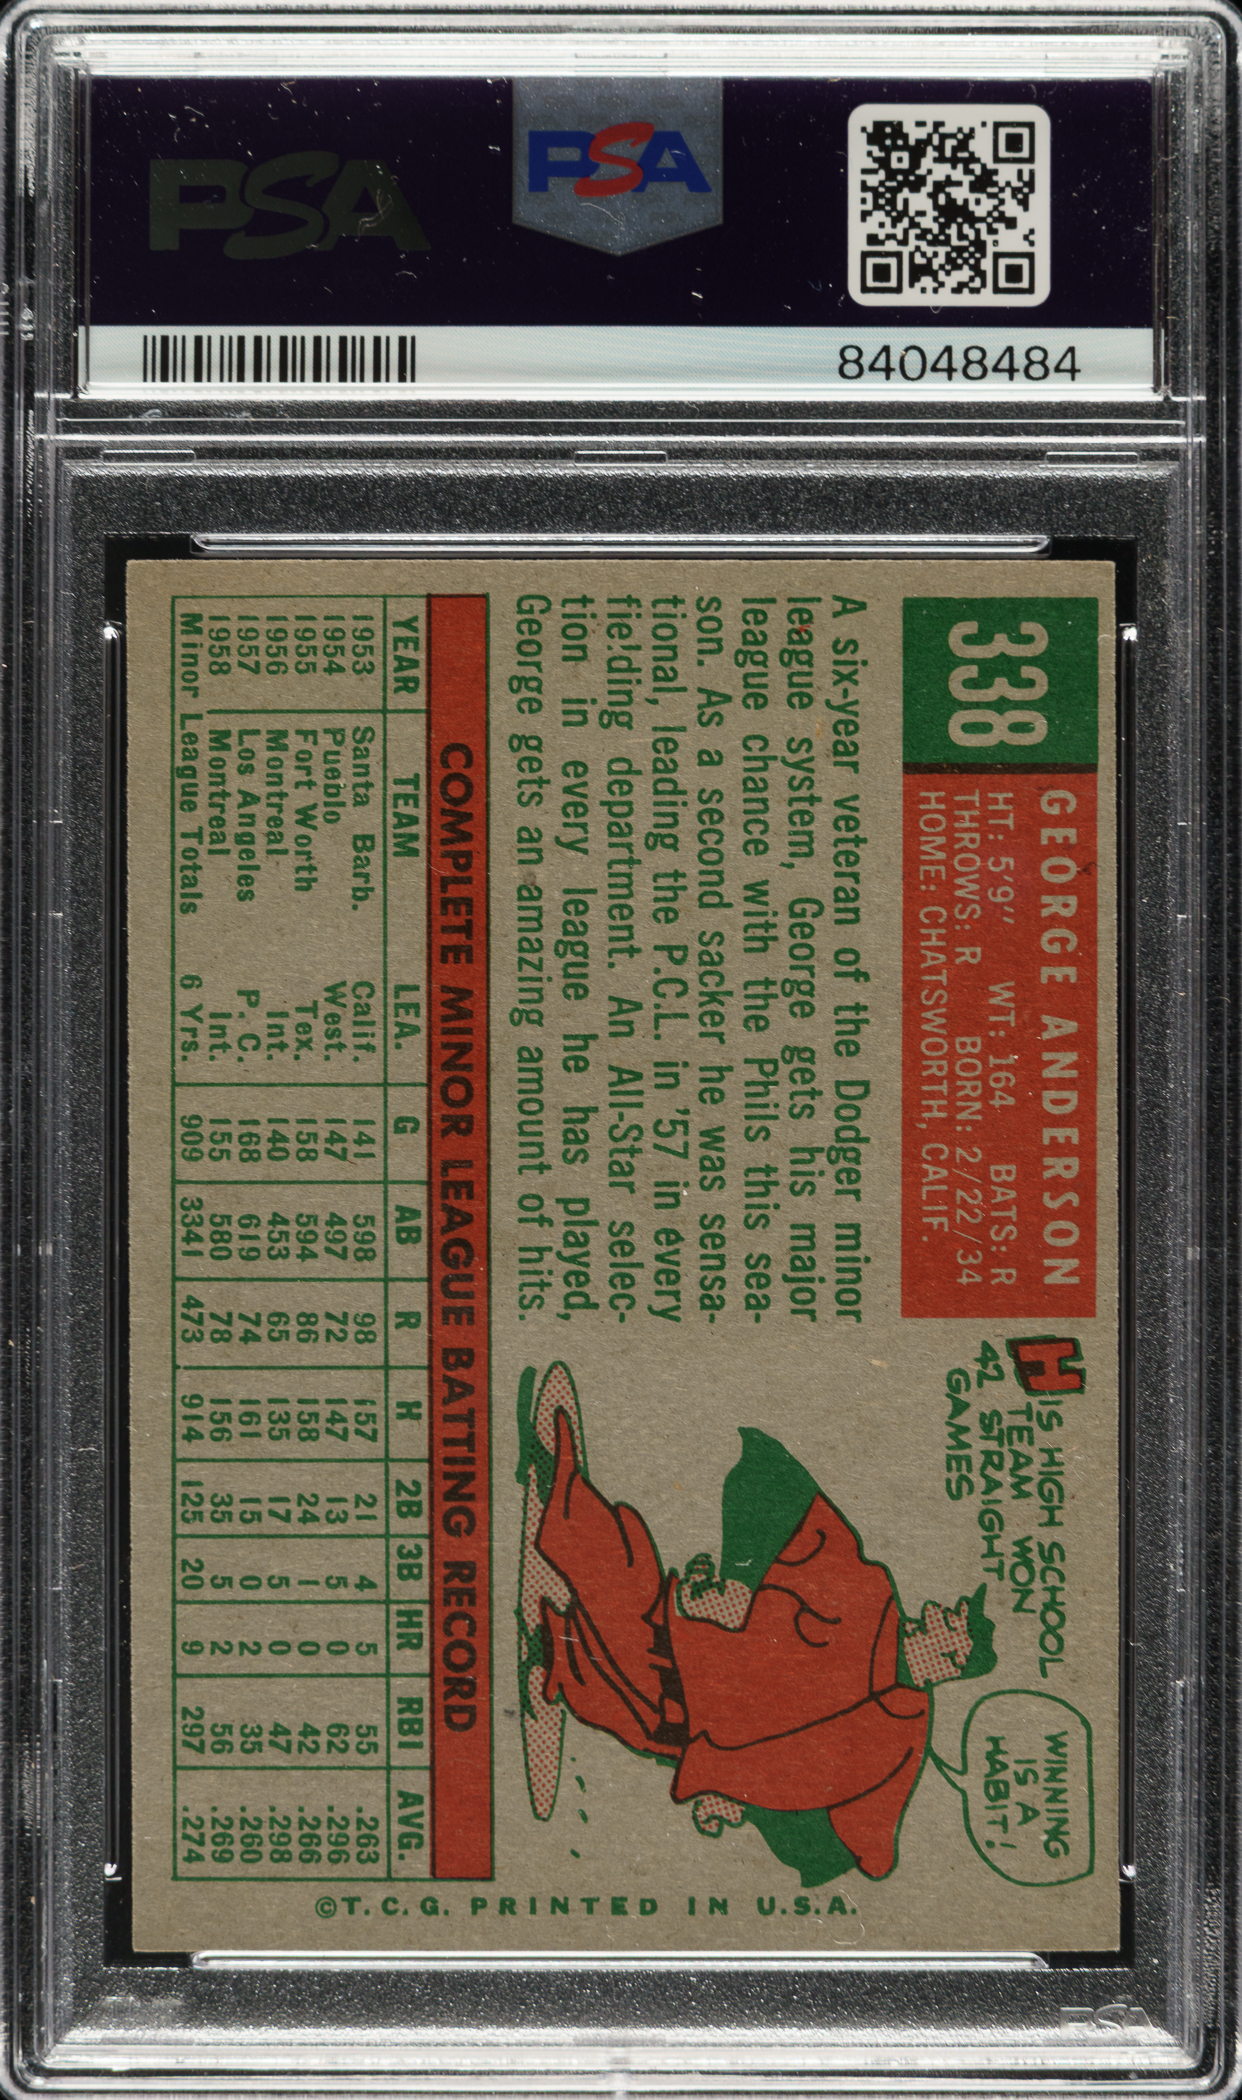 PSA
PSA
84048484
338
GEORGE ANDERSON
HT: 5'9" WT: 164 BATS: R
THROWS: R BORN: 2/22/34
HOME: CHATSWORTH, CALIF.
A six-year veteran of the Dodger minor
league system, George gets his major
league chance with the Phils this sea-
son. As a second sacker he was sensa-
tional, leading the P.C.L. in '57 in every
fielding department. An All-Star selec-
tion in every league he has played,
George gets an amazing amount of hits.
HIS HIGH SCHOOL
TEAM WON
42 STRAIGHT
GAMES
WINNING
IS A
HABIT!
COMPLETE MINOR LEAGUE BATTING RECORD
YEAR TEAM LEA. G AB R H 2B 3B HR RBI AVG.
1953 Santa Barb. Calif. 141 598 98 157 21 4 5 55 .263
1954 Pueblo West. 147 497 72 147 13 5 0 62 .296
1955 Fort Worth Tex. 158 594 86 158 24 1 0 42 .266
1956 Montreal Int. 140 453 65 135 17 5 0 47 .298
1957 Los Angeles P. C. 168 619 74 161 15 0 2 35 .260
1958 Montreal Int. 155 580 78 156 35 5 2 56 .269
Minor League Totals 6 Yrs. 909 3341 473 914 125 20 9 297 .274
©T. C. G. PRINTED IN U.S.A.
PSA